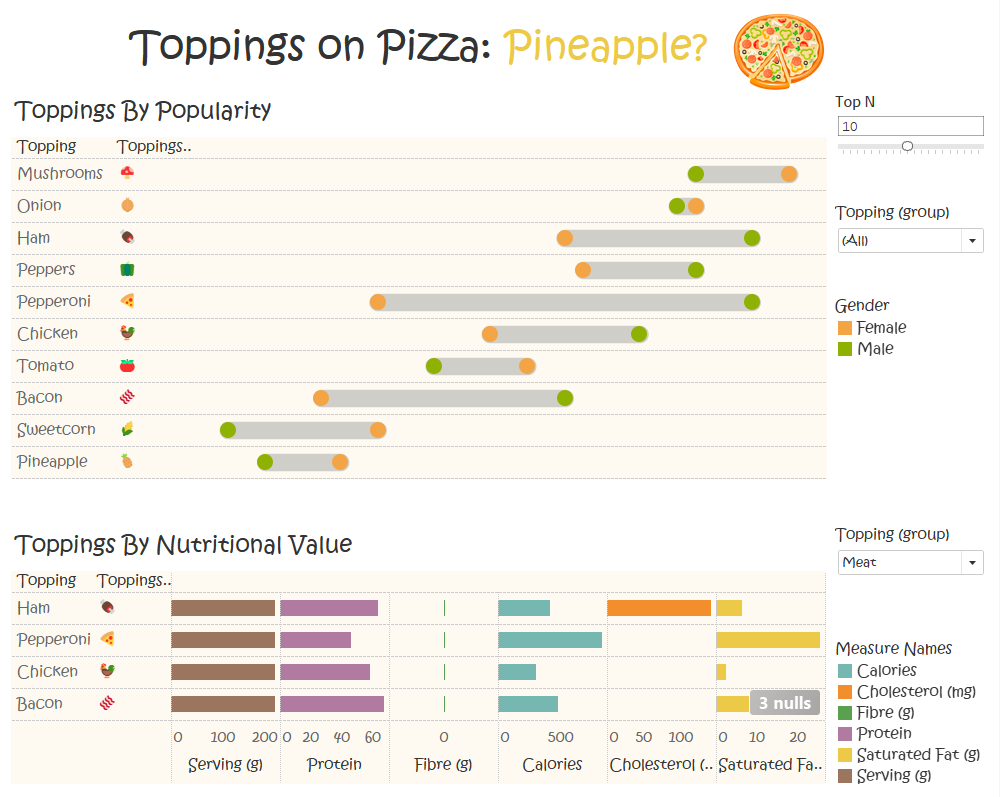 Toppings on Pizza: Pineapple?
Toppings By Popularity
Topping Toppings..
Mushrooms
Onion
Ham
Peppers
Pepperoni
Chicken
Tomato
Bacon
Sweetcorn
Pineapple
Top N
10
Topping (group)
(All)
Gender
Female
Male
Toppings By Nutritional Value
Topping Toppings..
Ham
Pepperoni
Chicken
Bacon
3 nulls
0 100 200 0 20 40 60 0 0 500 0 50 100 0 10 20
Serving (g) Protein Fibre (g) Calories Cholesterol (.. Saturated Fa..
Topping (group)
Meat
Measure Names
Calories
Cholesterol (mg)
Fibre (g)
Protein
Saturated Fat (g)
Serving (g)